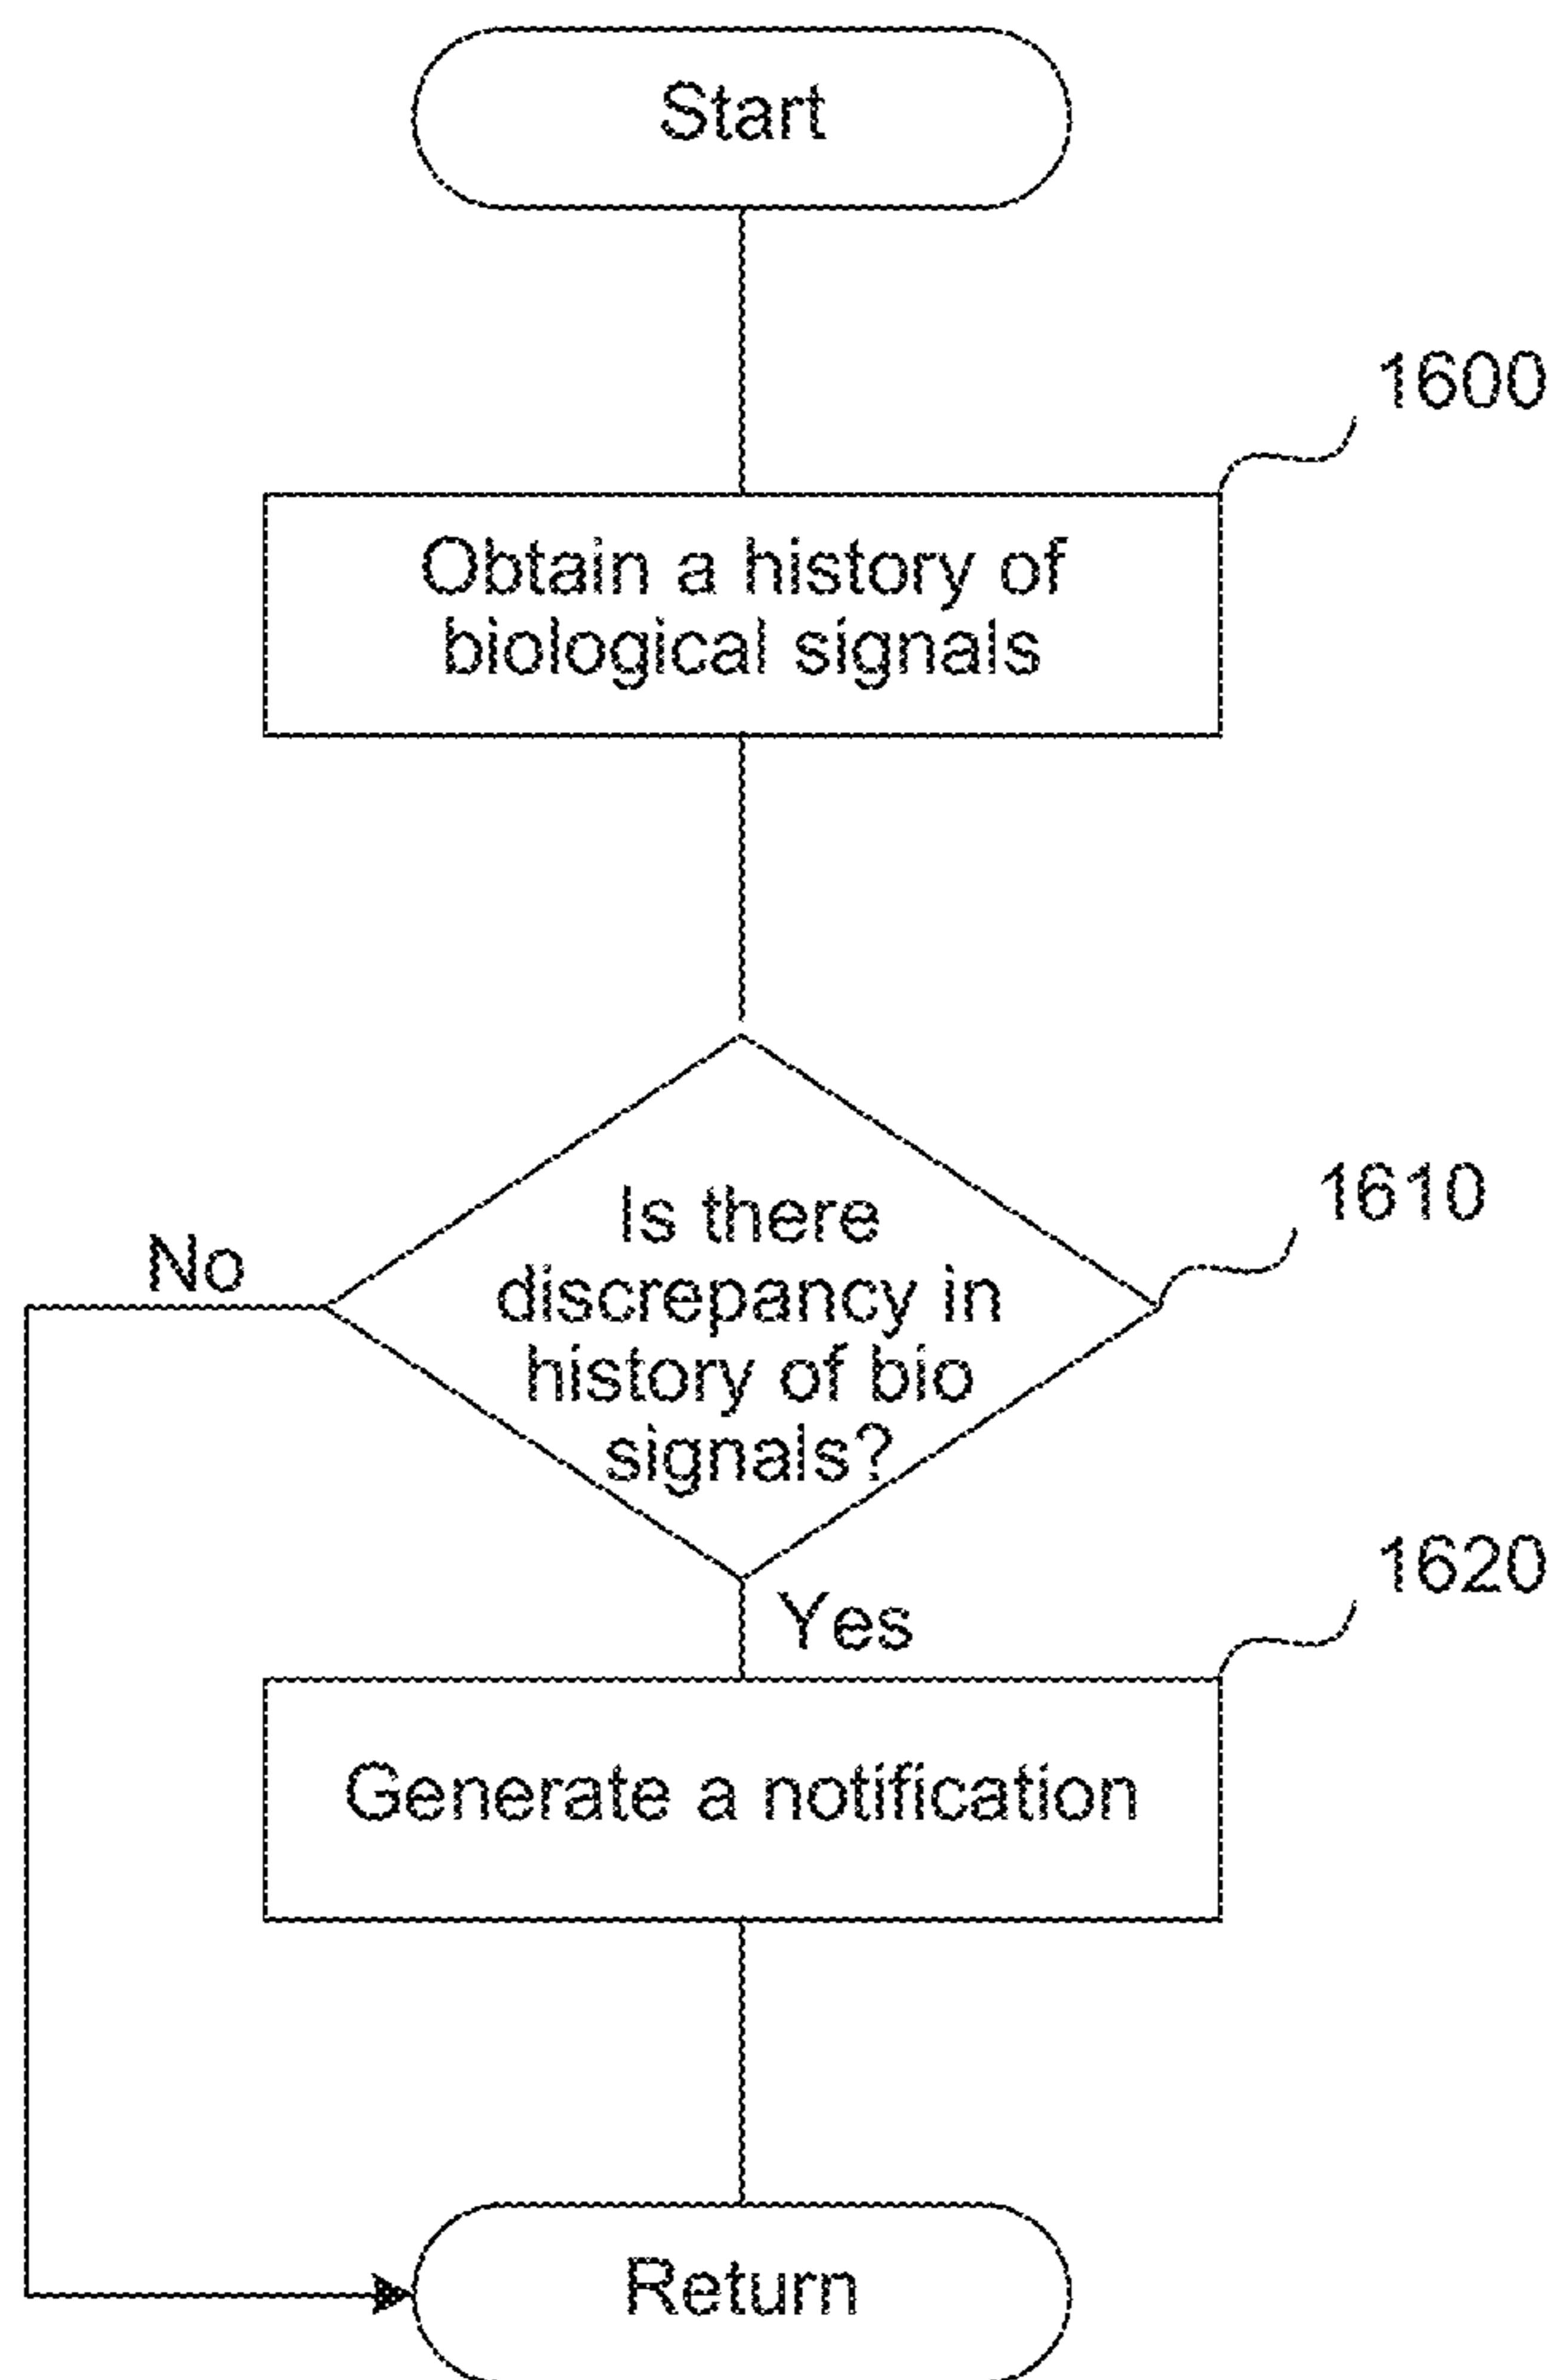 Start
1600
Obtain a history of
biological signals
1610
Is there
discrepancy in
history of bio
signals?
No
Yes
1620
Generate a notification
Return